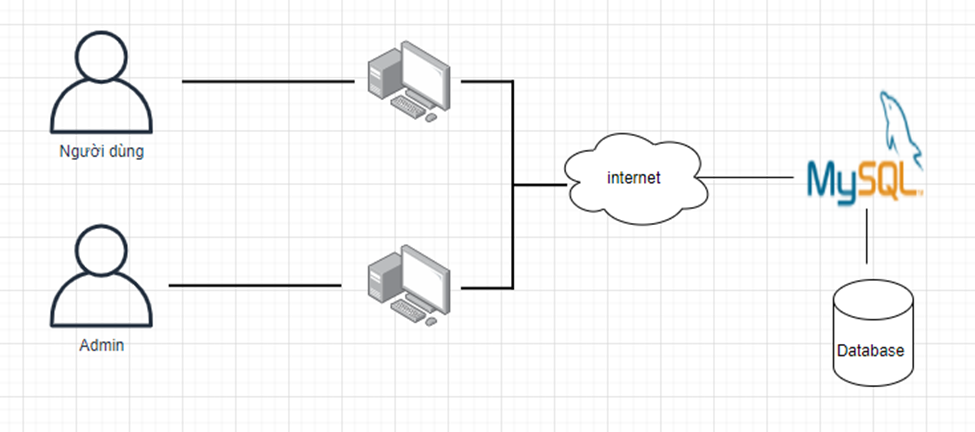 Người dùng
internet
MySQL
Admin
Database